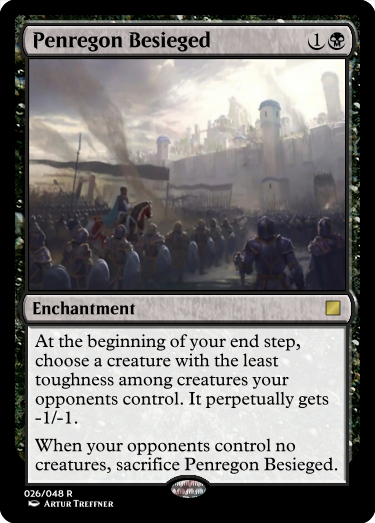 Penregon Besieged 1
Enchantment
At the beginning of your end step,
choose a creature with the least
toughness among creatures your
opponents control. It perpetually gets
-1/-1.
When your opponents control no
creatures, sacrifice Penregon Besieged.
026/048 R
Artur Treffner